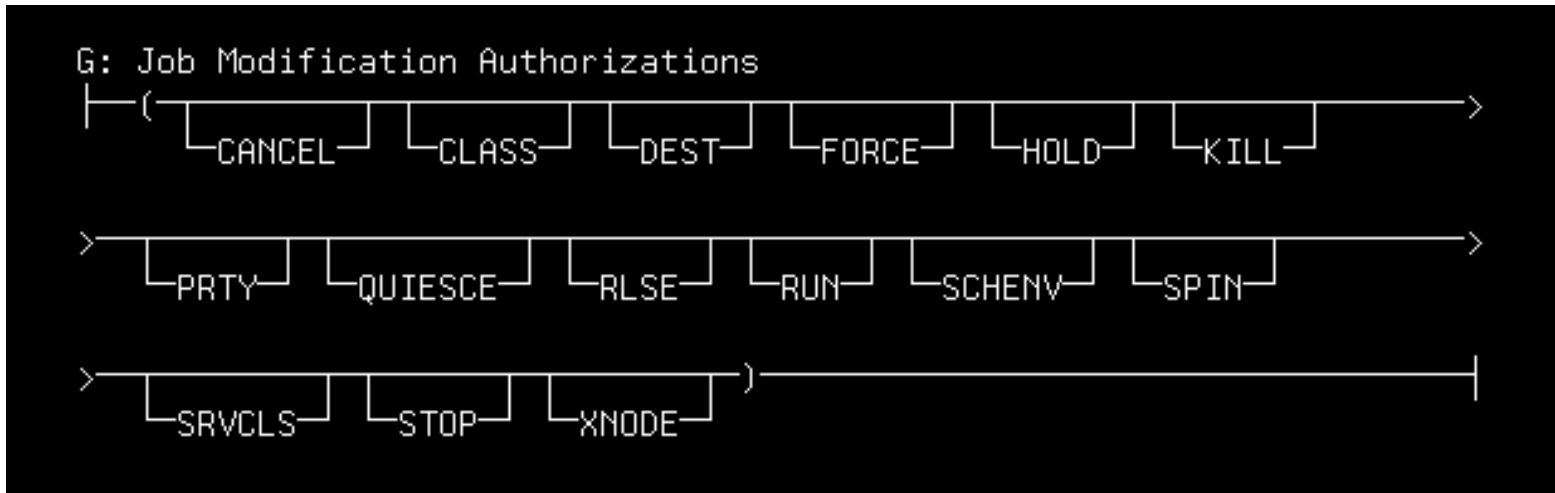 G: Job Modification Authorizations
(
CANCEL CLASS DEST FORCE HOLD KILL
PRTY QUIESCE RLSE RUN SCHENV SPIN
)
SRVCLS STOP XNODE